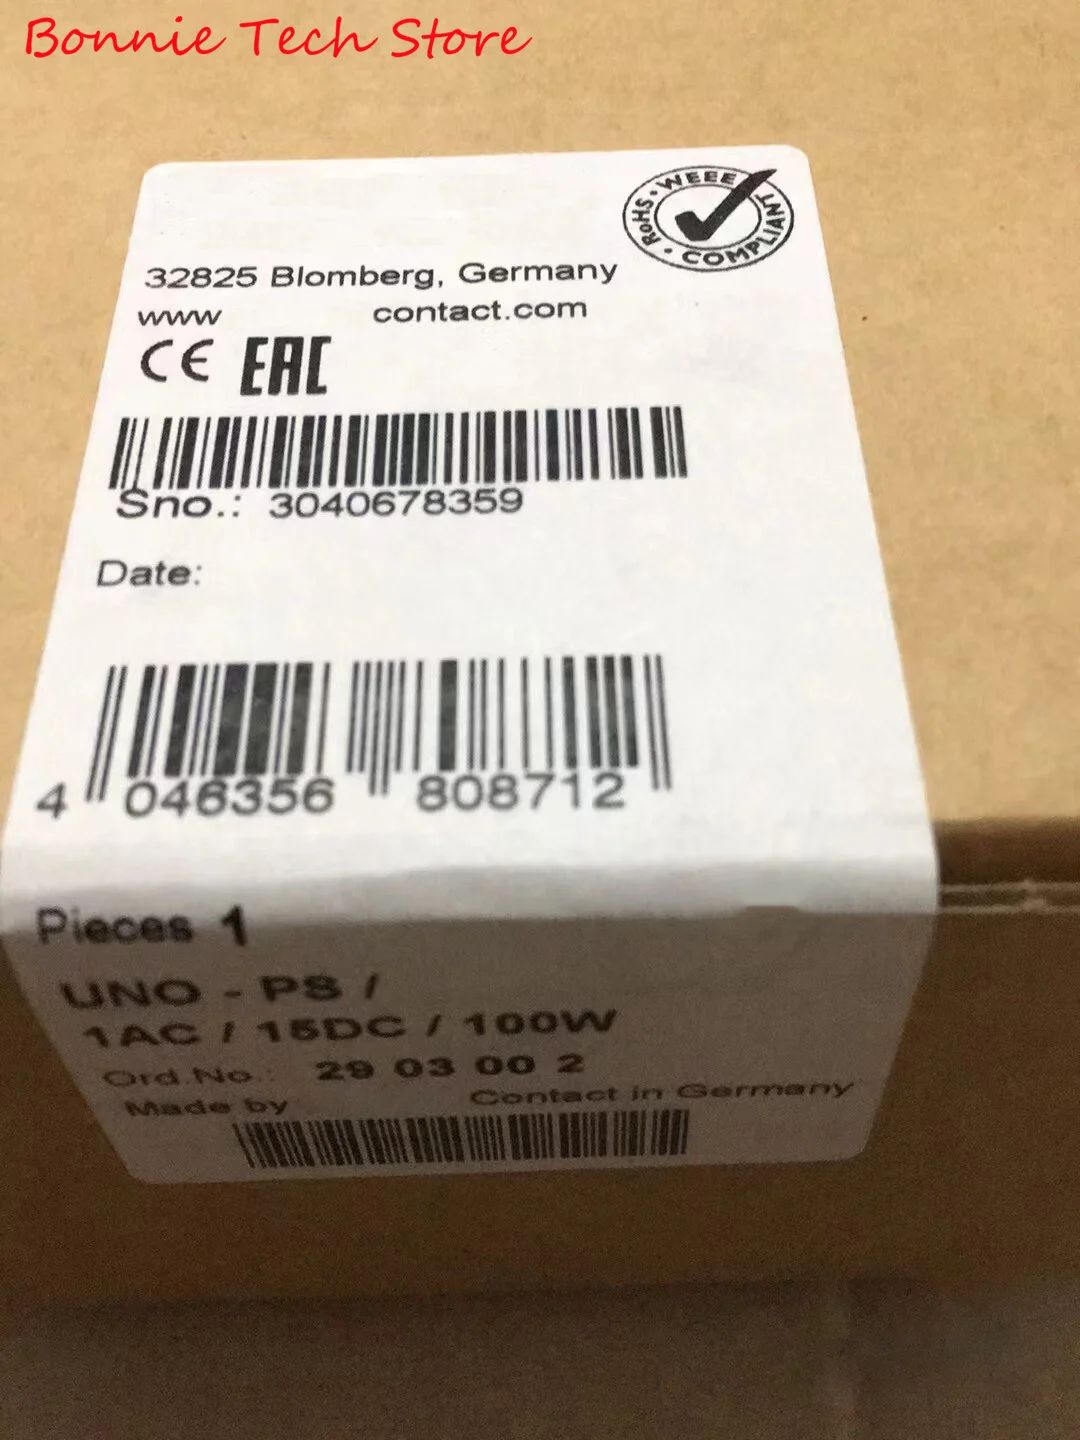 Bonnie Tech Store
WEEE
RoHS
COMPLIANT
32825 Blomberg, Germany
www contact.com
CE EAC
Sno.: 3040678359
Date:
4 046356 808712
Pieces 1
UNO - PS /
1AC / 15DC / 100W
Ord.No.: 29 03 00 2
Made by Contact in Germany